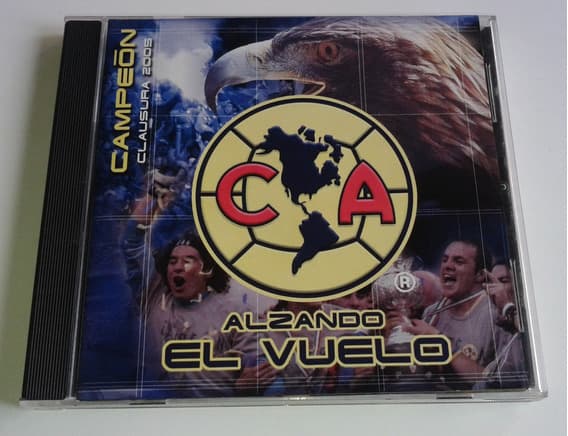 CAMPEÓN
CLAUSURA 2005
C A
®
ALZANDO
EL VUELO